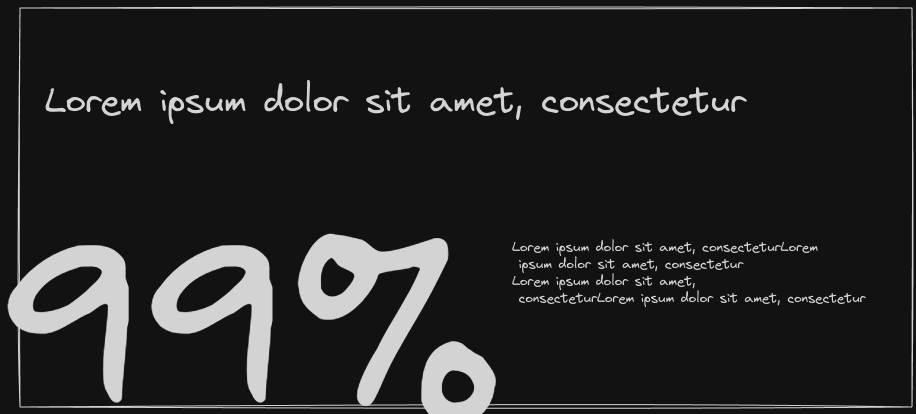 Lorem ipsum dolor sit amet, consectetur
99%
Lorem ipsum dolor sit amet, consecteturLorem
ipsum dolor sit amet, consectetur
Lorem ipsum dolor sit amet,
consecteturLorem ipsum dolor sit amet, consectetur